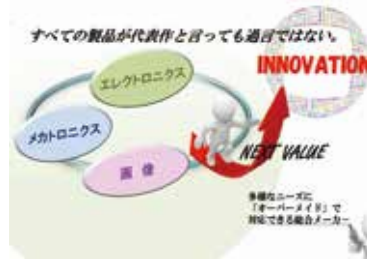 すべての製品が代表作と言っても過言ではない。
INNOVATION
エレクトロニクス
メカトロニクス
画像
NEXT VALUE
多様なニーズに
「オーバーメイド」で
対応できる総合メーカー